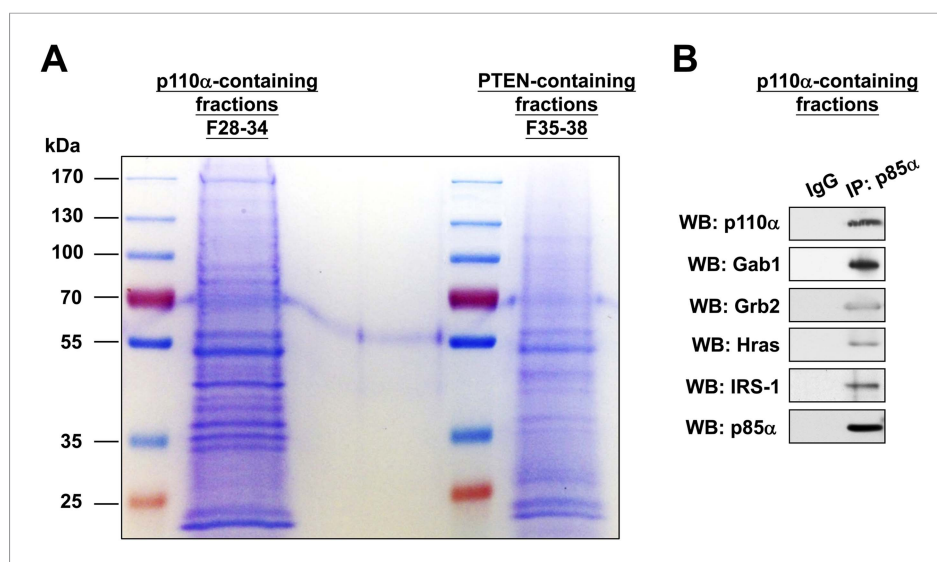 A
p110α-containing
fractions
F28-34
PTEN-containing
fractions
F35-38
kDa
170
130
100
70
55
35
25
B
p110α-containing
fractions
IgG IP: p85α
WB: p110α
WB: Gab1
WB: Grb2
WB: Hras
WB: IRS-1
WB: p85α